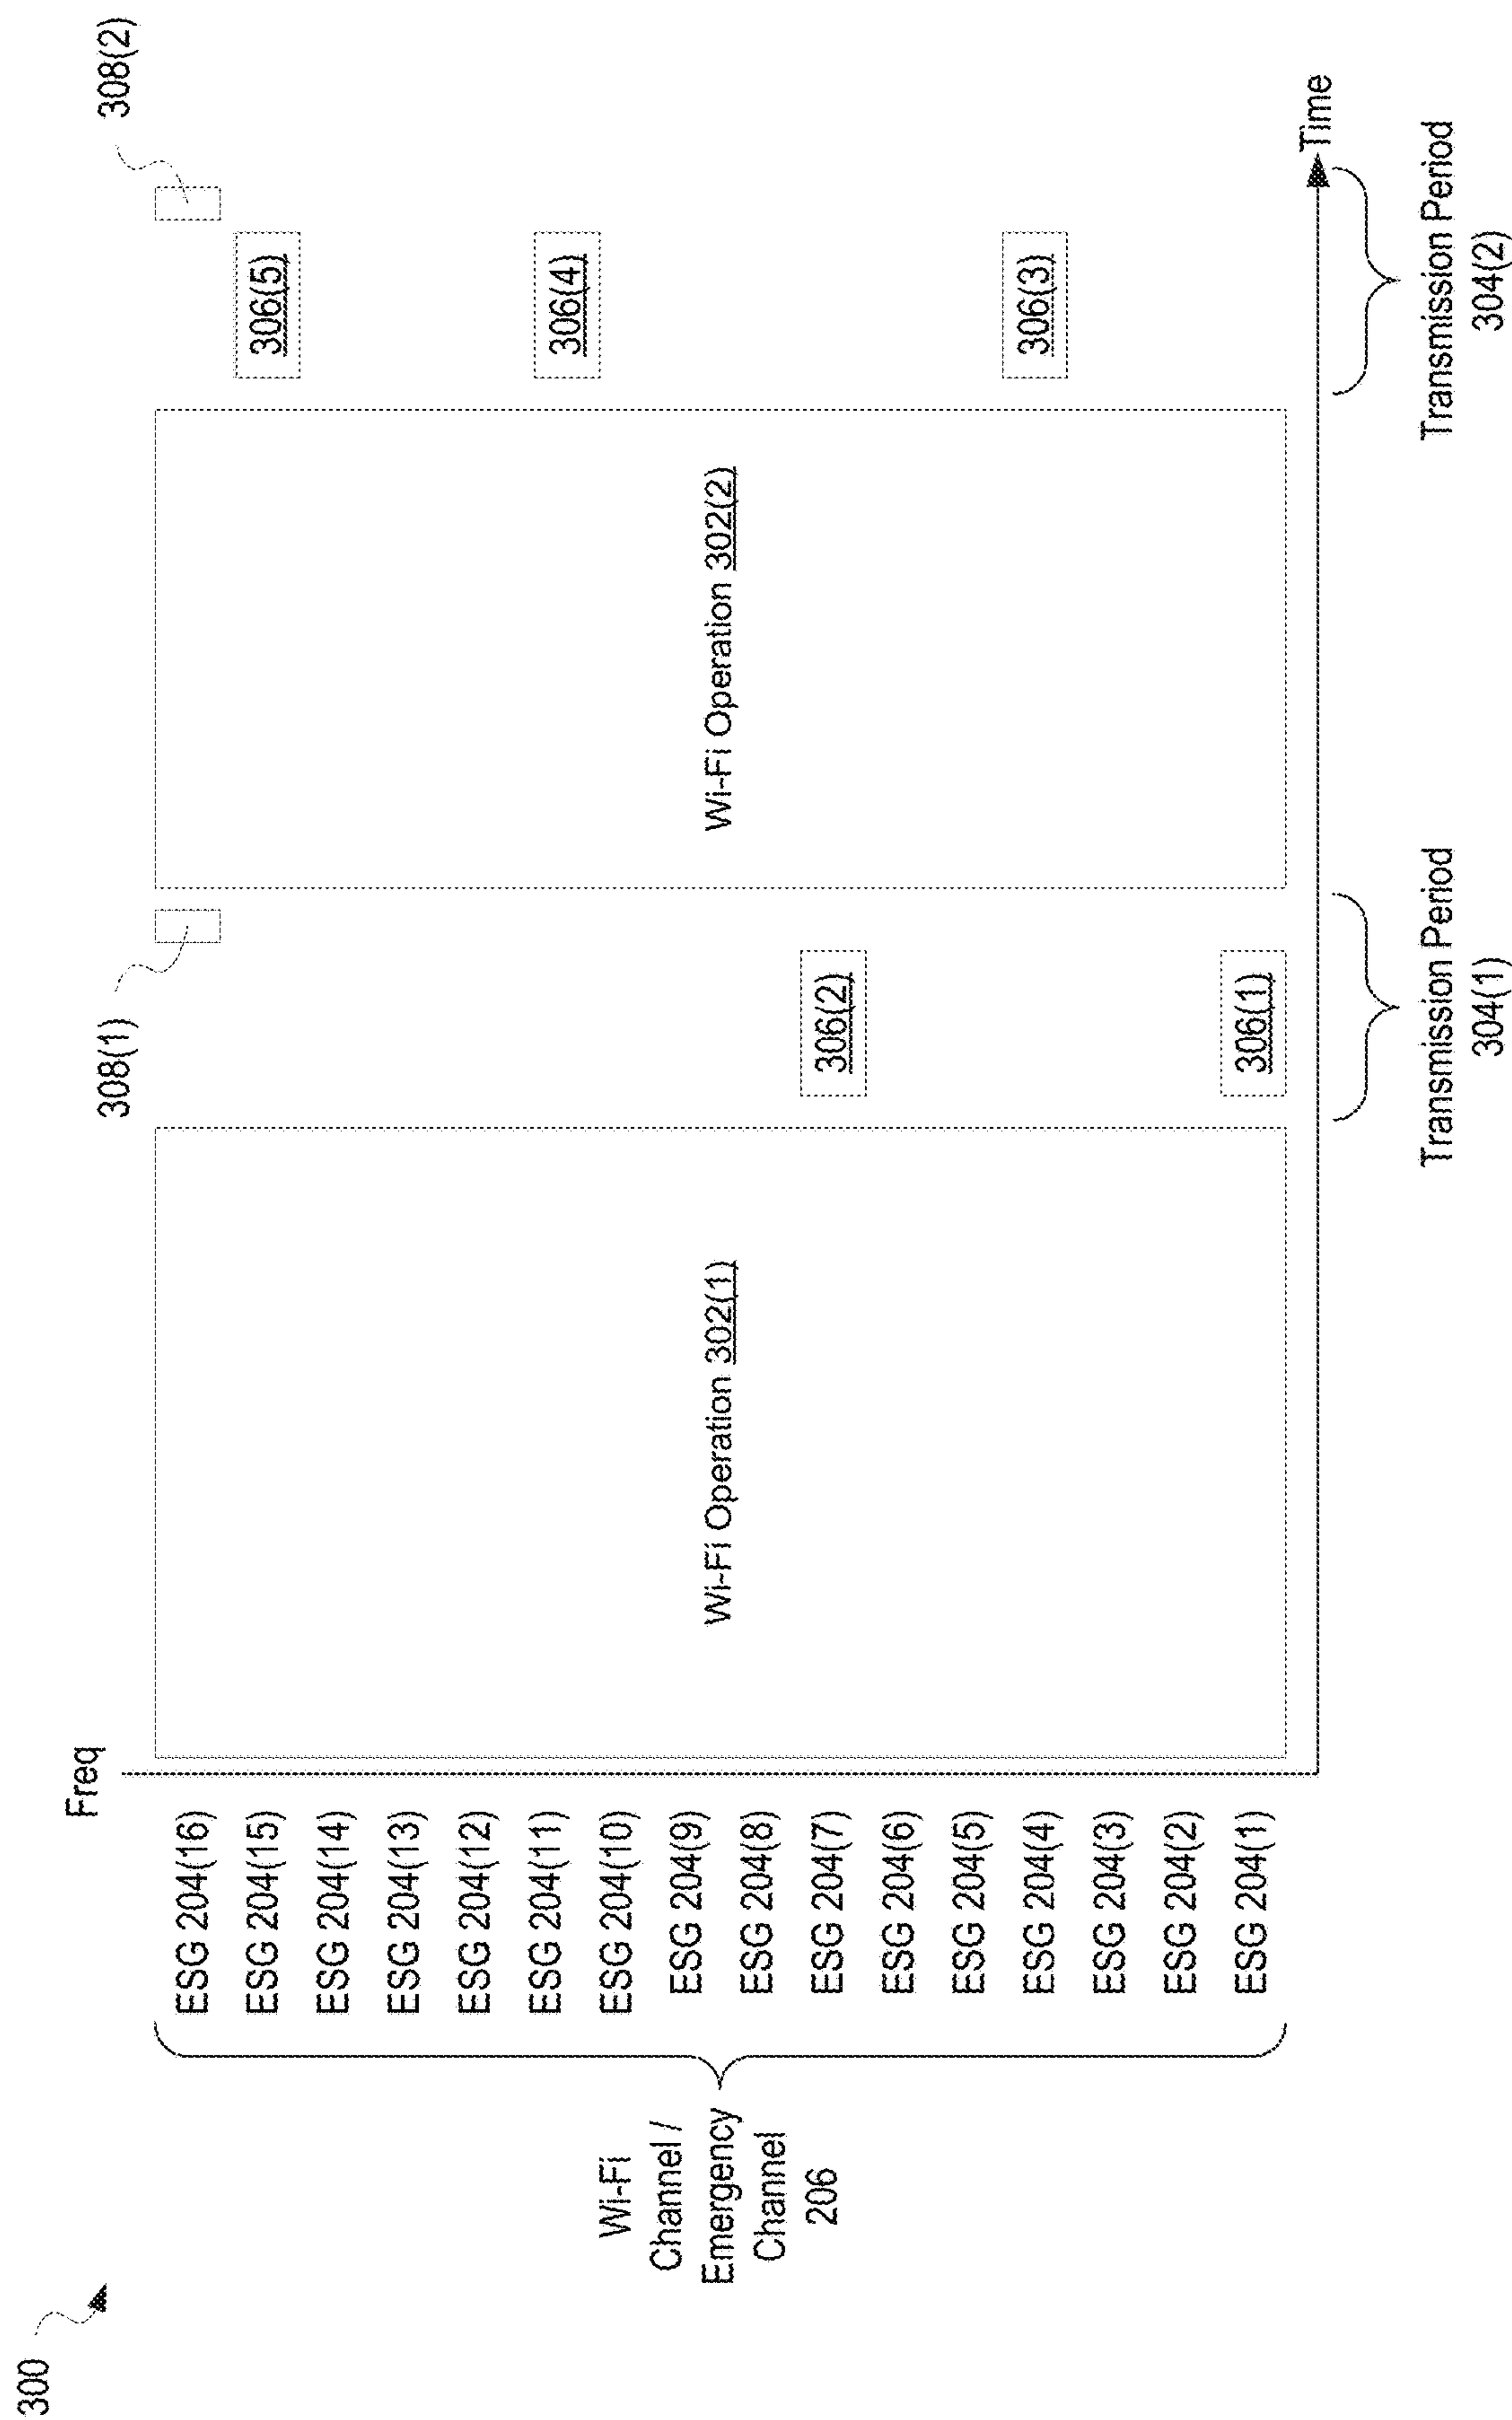 300
Freq
308(1)
308(2)
Wi-Fi
Channel /
Emergency
Channel
206
ESG 204(16)
ESG 204(15)
ESG 204(14)
ESG 204(13)
ESG 204(12)
ESG 204(11)
ESG 204(10)
ESG 204(9)
ESG 204(8)
ESG 204(7)
ESG 204(6)
ESG 204(5)
ESG 204(4)
ESG 204(3)
ESG 204(2)
ESG 204(1)
Wi-Fi Operation 302(1)
306(2)
306(1)
Wi-Fi Operation 302(2)
306(5)
306(4)
306(3)
Time
Transmission Period
304(1)
Transmission Period
304(2)